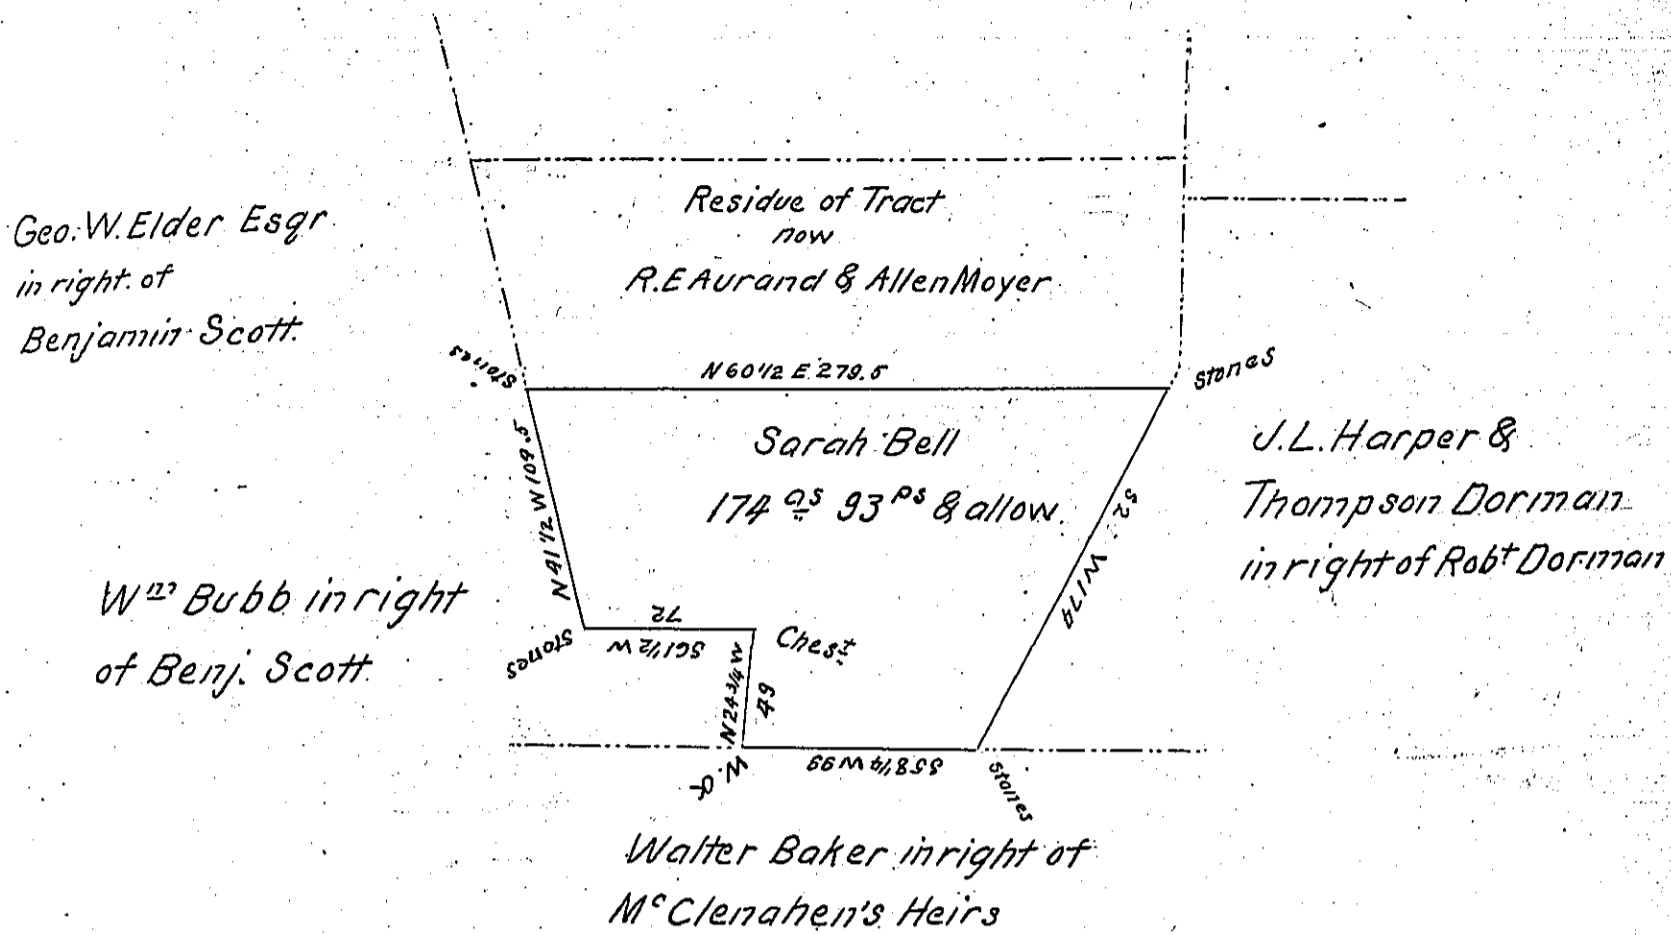 Geo. W. Elder Esqr.
in right of
Benjamin Scott.
Residue of Tract
now
R.E Aurand & Allen Moyer
stones
N 60 1/2 E 279.5
stones
N 41 1/2 W 109.5
Sarah Bell
174 as 93 ps & allow.
S 2 W 174
J.L. Harper &
Thompson Dorman
in right of Robt Dorman
Wm Bubb in right
of Benj. Scott.
stones
72
S 61 1/2 W
Chest
N 24 3/4 W
49
W. O.
S 58 1/4 W 99
stones
Walter Baker in right of
McClenahen's Heirs